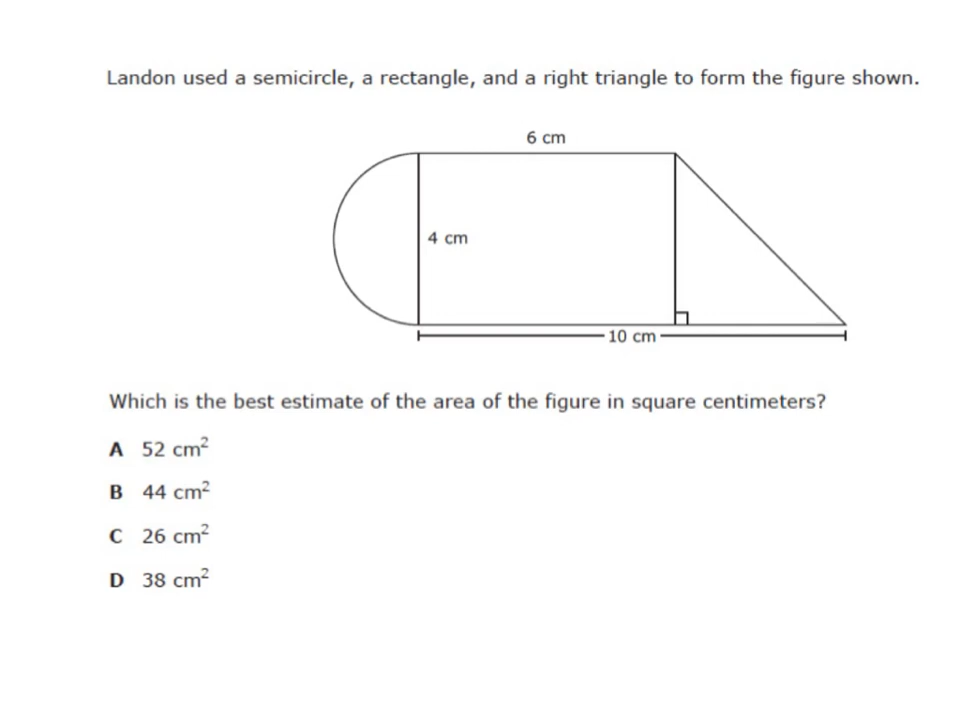 Landon used a semicircle, a rectangle, and a right triangle to form the figure shown.
6 cm
4 cm
10 cm
Which is the best estimate of the area of the figure in square centimeters?
A 52 cm²
B 44 cm²
C 26 cm²
D 38 cm²